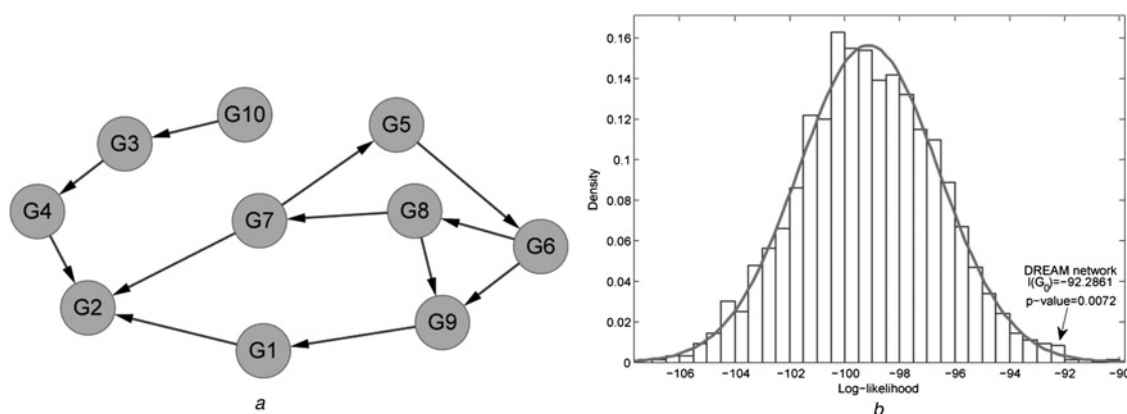 G10
G3
G5
G4
G7
G8
G6
G2
G9
G1
a
0.16
0.14
0.12
0.1
0.08
0.06
0.04
0.02
0
Density
DREAM network
l(G0)=-92.2861
p-value=0.0072
-106
-104
-102
-100
-98
-96
-94
-92
-90
Log-likelihood
b